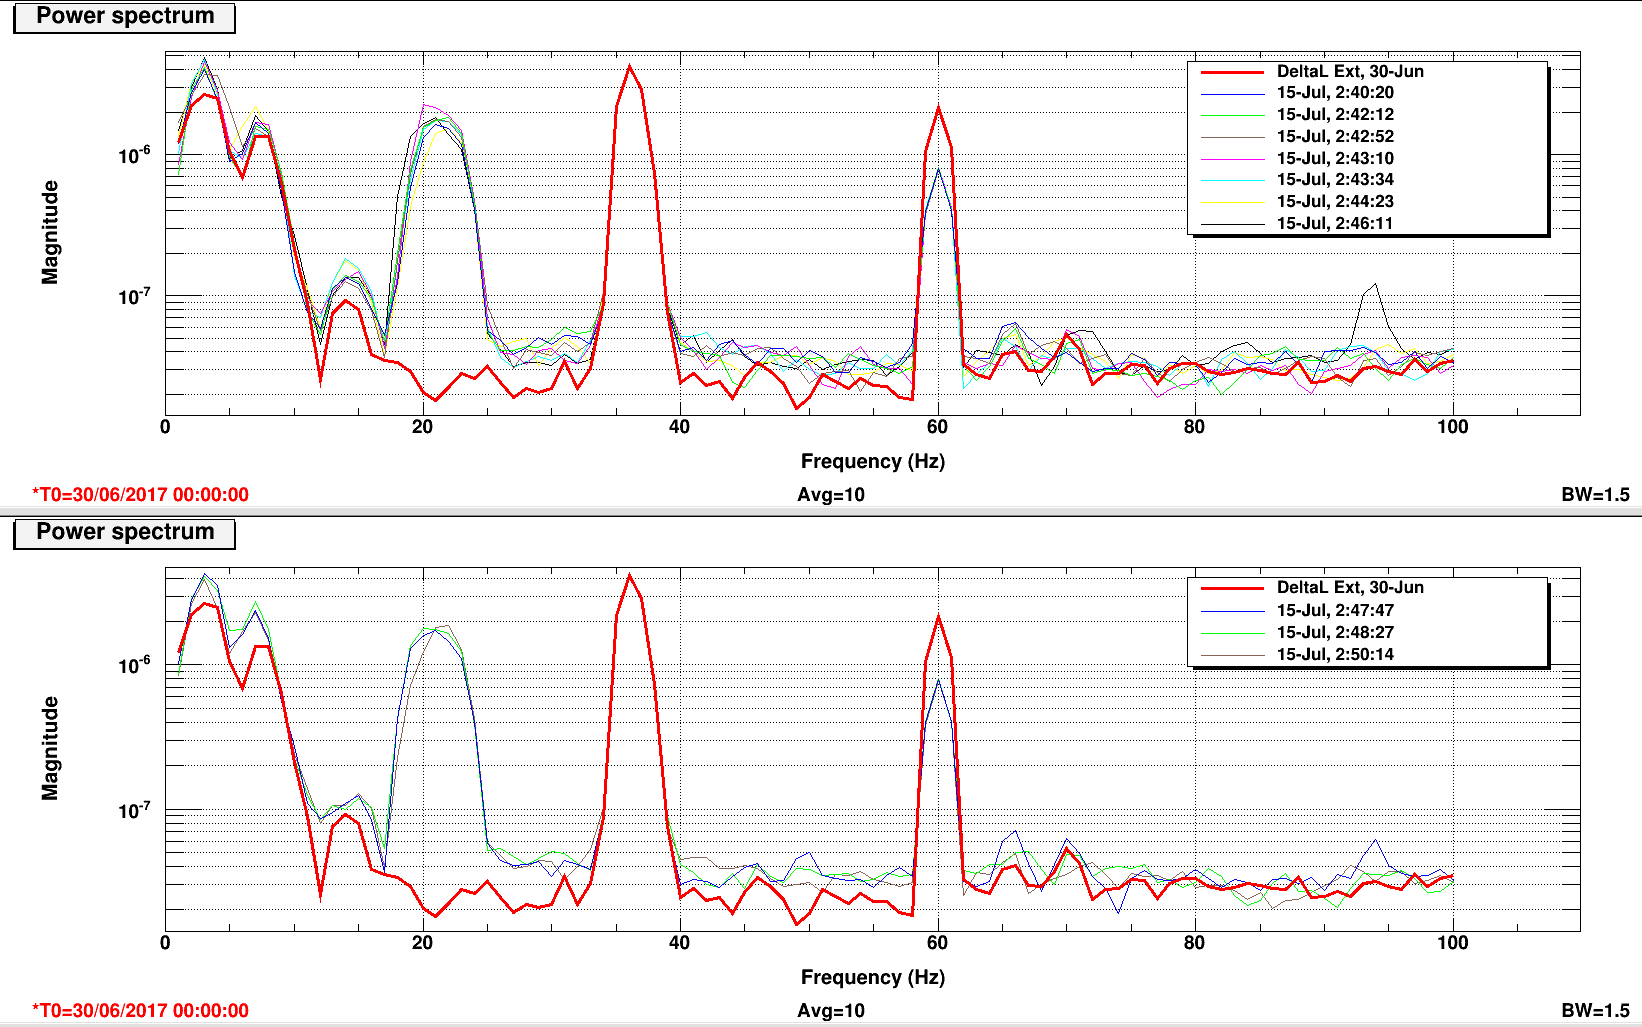 Power spectrum
DeltaL Ext, 30-Jun
15-Jul, 2:40:20
15-Jul, 2:42:12
15-Jul, 2:42:52
15-Jul, 2:43:10
15-Jul, 2:43:34
15-Jul, 2:44:23
15-Jul, 2:46:11
Magnitude
10-6
10-7
0 20 40 60 80 100
Frequency (Hz)
*T0=30/06/2017 00:00:00 Avg=10 BW=1.5
Power spectrum
DeltaL Ext, 30-Jun
15-Jul, 2:47:47
15-Jul, 2:48:27
15-Jul, 2:50:14
Magnitude
10-6
10-7
0 20 40 60 80 100
Frequency (Hz)
*T0=30/06/2017 00:00:00 Avg=10 BW=1.5